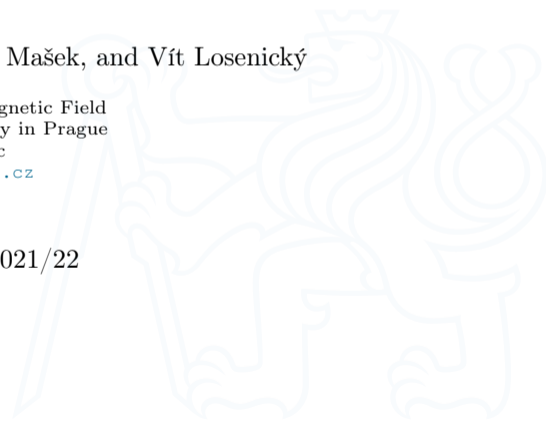 Mašek, and Vít Losenický
gnetic Field
y in Prague
c
.cz
021/22